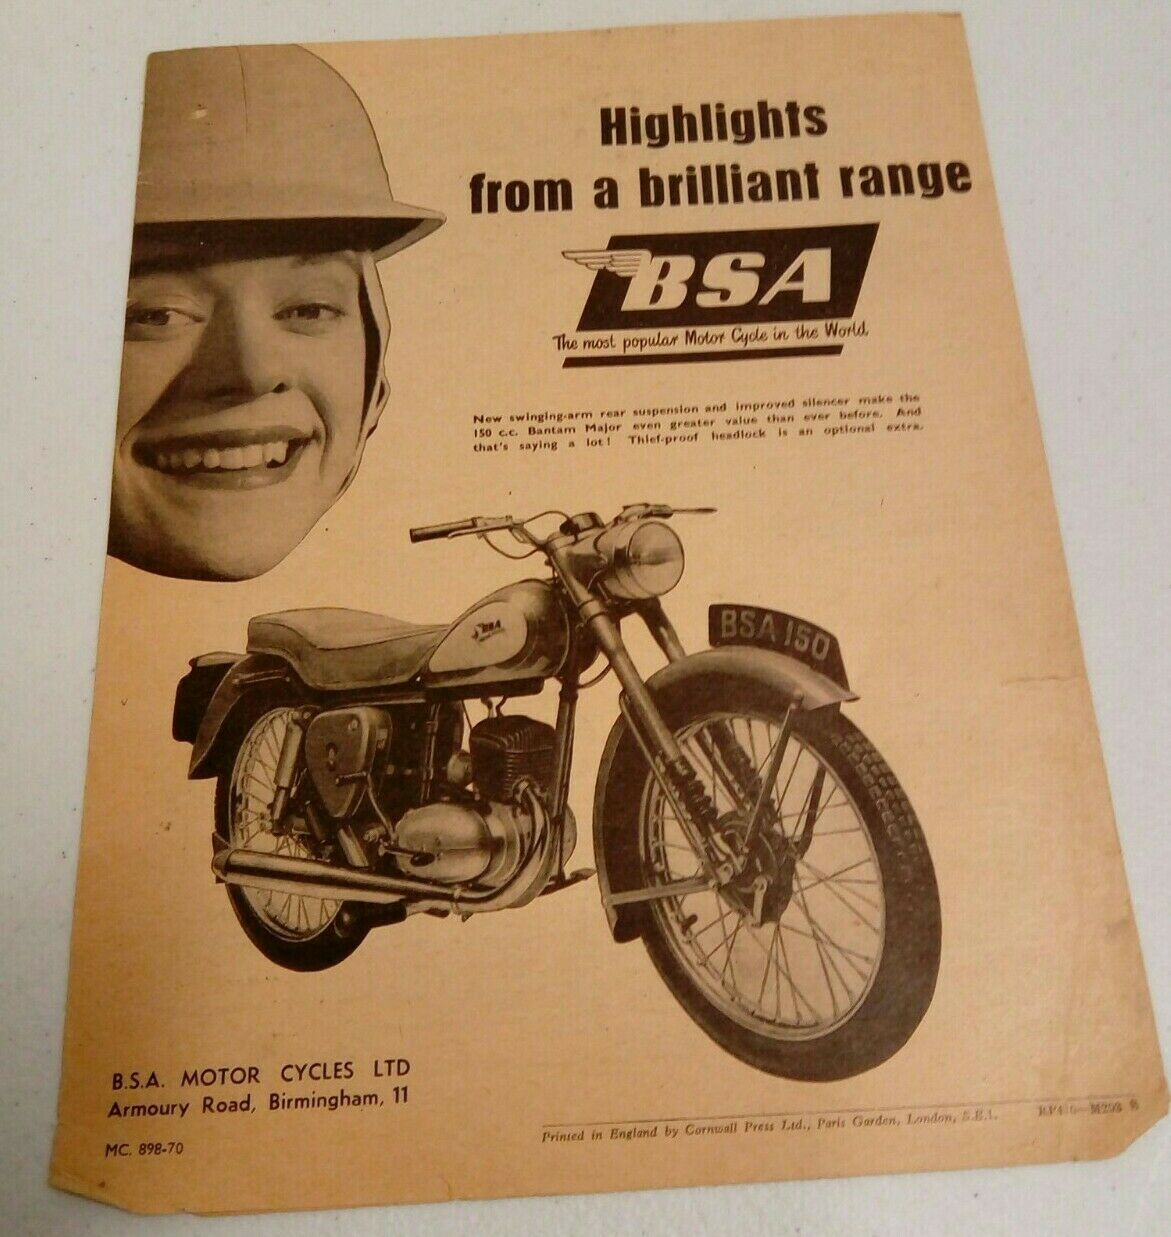 Highlights
from a brilliant range
BSA
The most popular Motor Cycle in the World.
New swinging-arm rear suspension and improved silencer make the
150 c.c. Bantam Major even greater value than ever before. And
that's saying a lot! Thief-proof headlock is an optional extra.
BSA 150
BSA
B.S.A. MOTOR CYCLES LTD
Armoury Road, Birmingham, 11
MC. 898-70
Printed in England by Cornwall Press Ltd., Paris Garden, London, S.E.1.